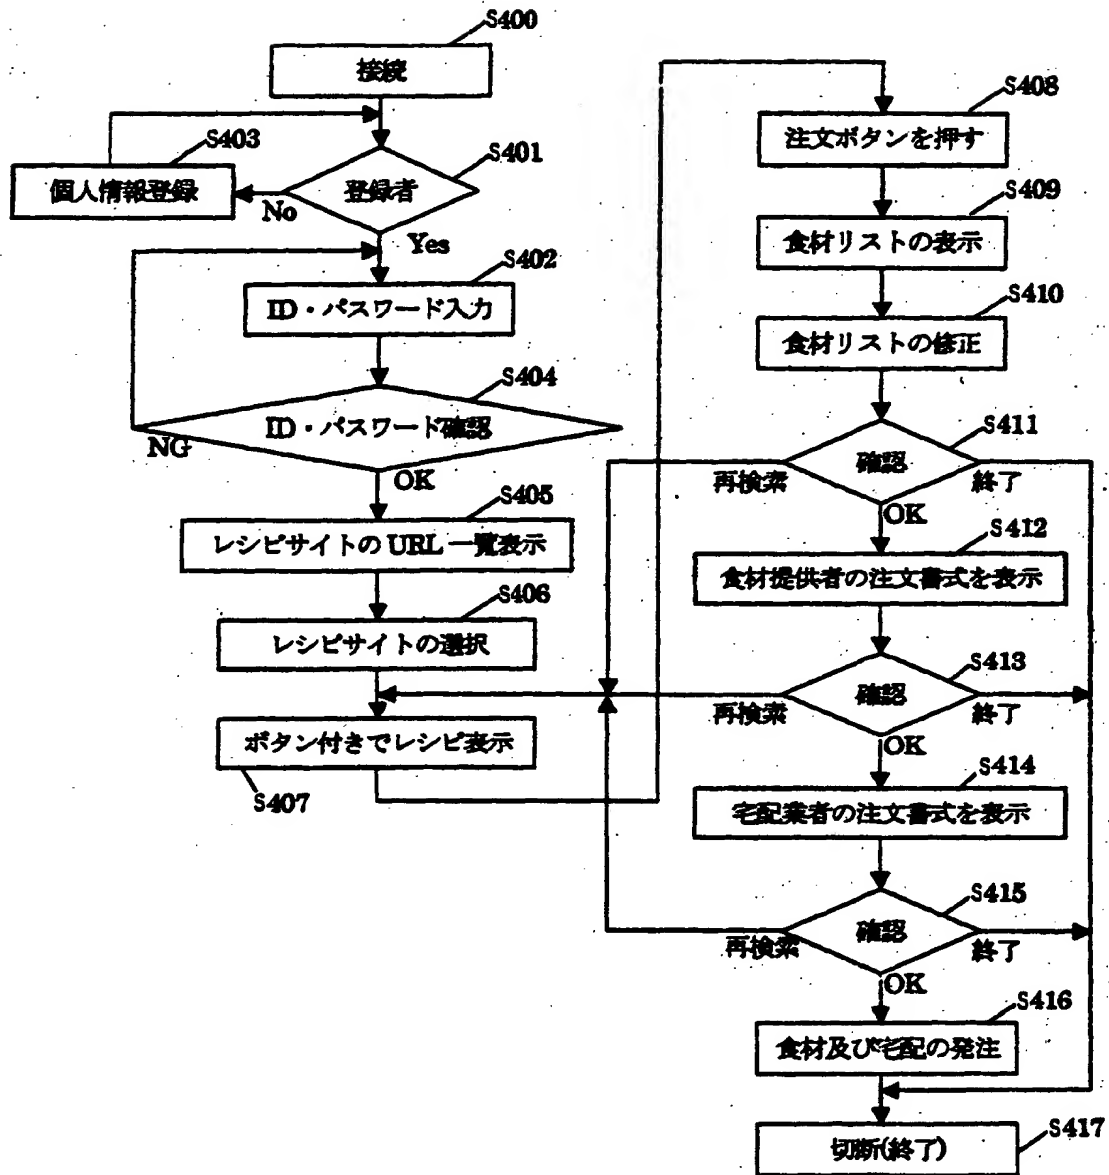 S400
接続
S403
個人情報登録
S401
登録者
No
Yes
S402
ID・パスワード入力
S404
ID・パスワード確認
NG
OK
S405
レシピサイトの URL 一覧表示
S406
レシピサイトの選択
ボタン付きでレシピ表示
S407
S408
注文ボタンを押す
S409
食材リストの表示
S410
食材リストの修正
S411
確認
再検索
終了
OK
S412
食材提供者の注文書式を表示
S413
確認
再検索
終了
OK
S414
宅配業者の注文書式を表示
S415
確認
再検索
終了
OK
S416
食材及び宅配の発注
S417
切断(終了)